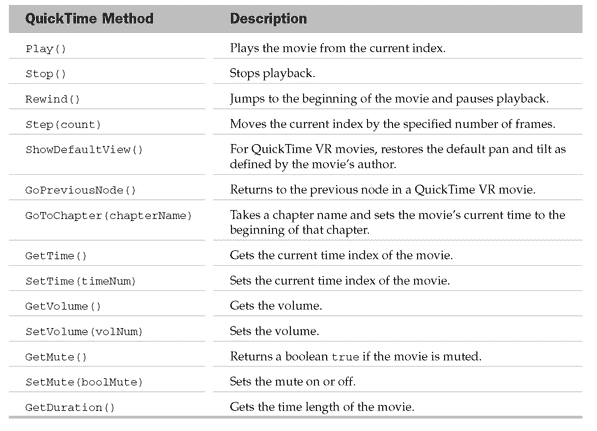 QuickTime Method Description
Play() Plays the movie from the current index.
Stop() Stops playback.
Rewind() Jumps to the beginning of the movie and pauses playback.
Step(count) Moves the current index by the specified number of frames.
ShowDefaultView() For QuickTime VR movies, restores the default pan and tilt as
defined by the movie's author.
GoPreviousNode() Returns to the previous node in a QuickTime VR movie.
GoToChapter(chapterName) Takes a chapter name and sets the movie's current time to the
beginning of that chapter.
GetTime() Gets the current time index of the movie.
SetTime(timeNum) Sets the current time index of the movie.
GetVolume() Gets the volume.
SetVolume(volNum) Sets the volume.
GetMute() Returns a boolean true if the movie is muted.
SetMute(boolMute) Sets the mute on or off.
GetDuration() Gets the time length of the movie.